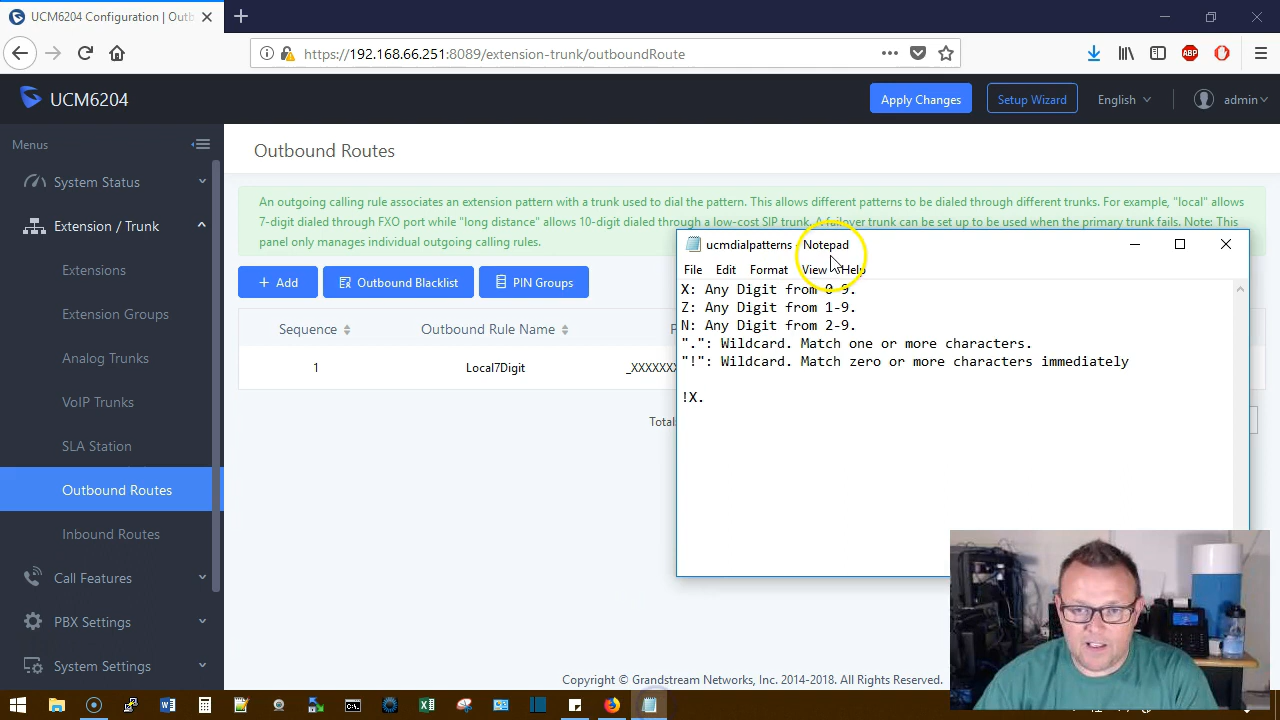 UCM6204 Configuration | Outb
https://192.168.66.251:8089/extension-trunk/outboundRoute
ABP
UCM6204
Apply Changes
Setup Wizard
English
admin
Menus
System Status
Extension / Trunk
Extensions
Extension Groups
Analog Trunks
VoIP Trunks
SLA Station
Outbound Routes
Inbound Routes
Call Features
PBX Settings
System Settings
Outbound Routes
An outgoing calling rule associates an extension pattern with a trunk used to dial the pattern. This allows different patterns to be dialed through different trunks. For example, "local" allows
7-digit dialed through FXO port while "long distance" allows 10-digit dialed through a low-cost SIP trunk. A failover trunk can be set up to be used when the primary trunk fails. Note: This
panel only manages individual outgoing calling rules.
+ Add
Outbound Blacklist
PIN Groups
Sequence
Outbound Rule Name
1
Local7Digit
_XXXXXXX
Total:
ucmdialpatterns - Notepad
File Edit Format View Help
X: Any Digit from 0-9.
Z: Any Digit from 1-9.
N: Any Digit from 2-9.
".": Wildcard. Match one or more characters.
"!": Wildcard. Match zero or more characters immediately
!X.
Copyright © Grandstream Networks, Inc. 2014-2018. All Rights Reserved.